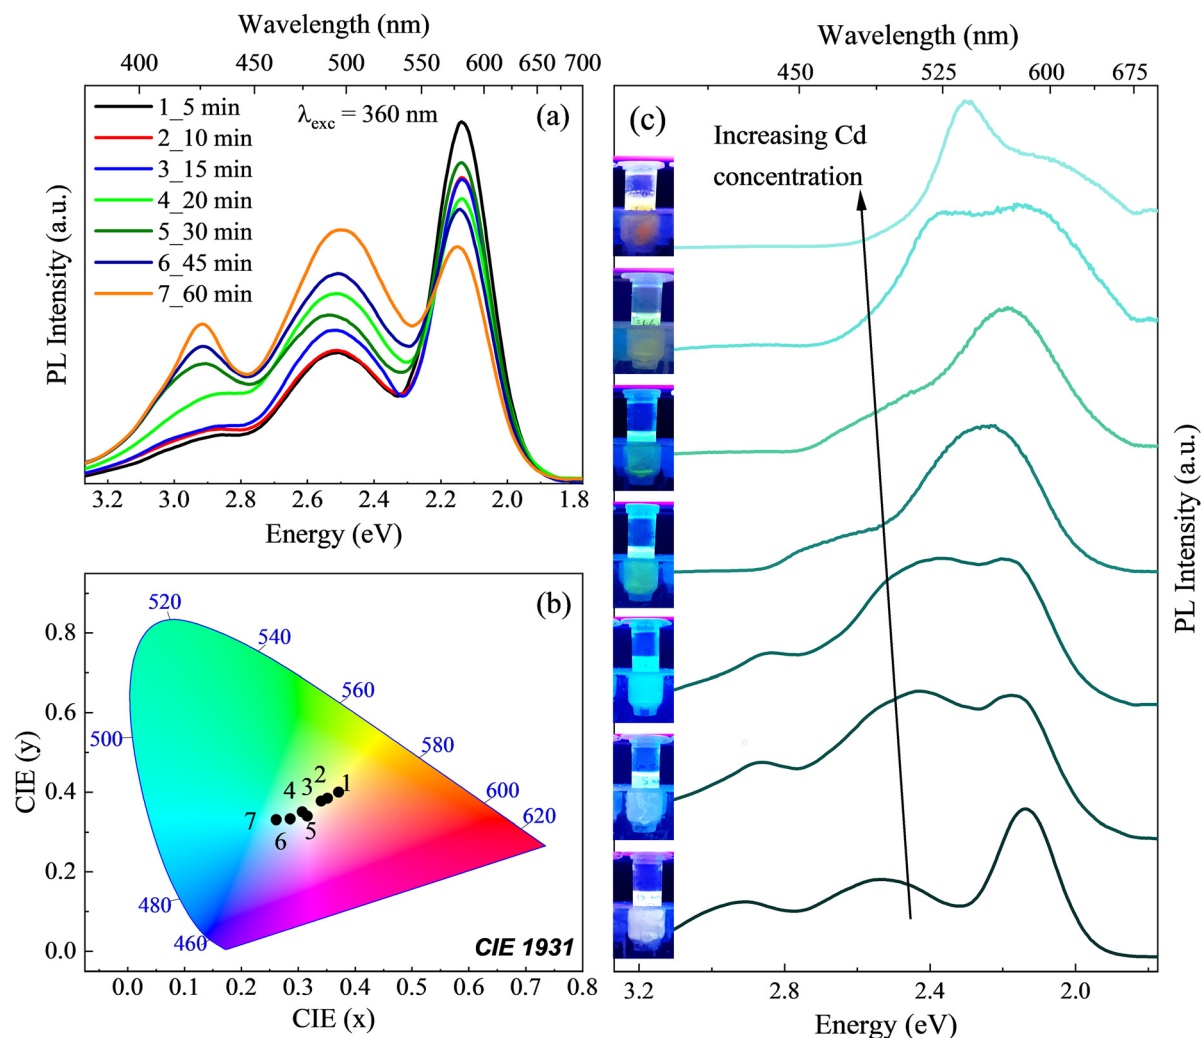 Wavelength (nm)
400 450 500 550 600 650 700
1_5 min
2_10 min
3_15 min
4_20 min
5_30 min
6_45 min
7_60 min
λexc = 360 nm
(a)
PL Intensity (a.u.)
3.2 3.0 2.8 2.6 2.4 2.2 2.0 1.8
Energy (eV)
(b)
520
540
560
500
580
600
620
480
460
1
2
3
4
5
6
7
CIE 1931
CIE (y)
0.8
0.6
0.4
0.2
0.0
0.0 0.1 0.2 0.3 0.4 0.5 0.6 0.7 0.8
CIE (x)
Wavelength (nm)
450 525 600 675
(c)
Increasing Cd
concentration
PL Intensity (a.u.)
3.2 2.8 2.4 2.0
Energy (eV)